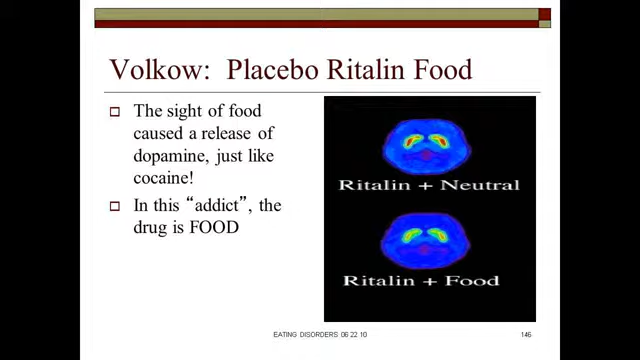 Volkow: Placebo Ritalin Food
The sight of food
caused a release of
dopamine, just like
cocaine!
In this “addict”, the
drug is FOOD
Ritalin + Neutral
Ritalin + Food
EATING DISORDERS 06 22 10
146